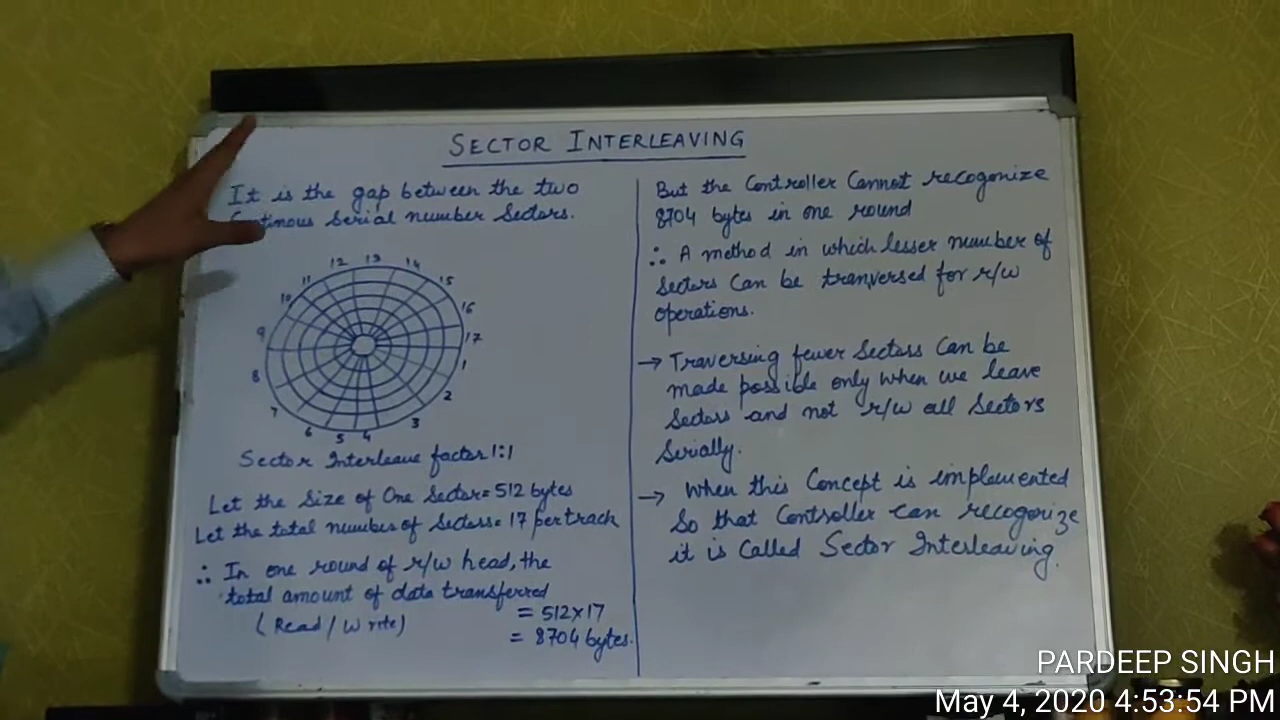 SECTOR INTERLEAVING
It is the gap between the two
Continous Serial number Sectors.
12 13 14
11 15
10 16
9 17
8 1
7 2
6 5 4 3
Sector Interleave factor 1:1
Let the Size of One Sector = 512 bytes
Let the total number of Sectors = 17 per track
∴ In one round of r/w head, the
total amount of data transferred
(Read/Write) = 512×17
= 8704 bytes.
But the Controller Cannot recogonize
8704 bytes in one round
∴ A method in which lesser number of
Sectors Can be tranversed for r/w
operations.
→ Traversing fewer Sectors Can be
made possible only when we leave
Sectors and not r/w all Sectors
Serially.
→ When this Concept is implemented
So that Controller can recogonize
it is Called Sector Interleaving.
PARDEEP SINGH
May 4, 2020 4:53:54 PM